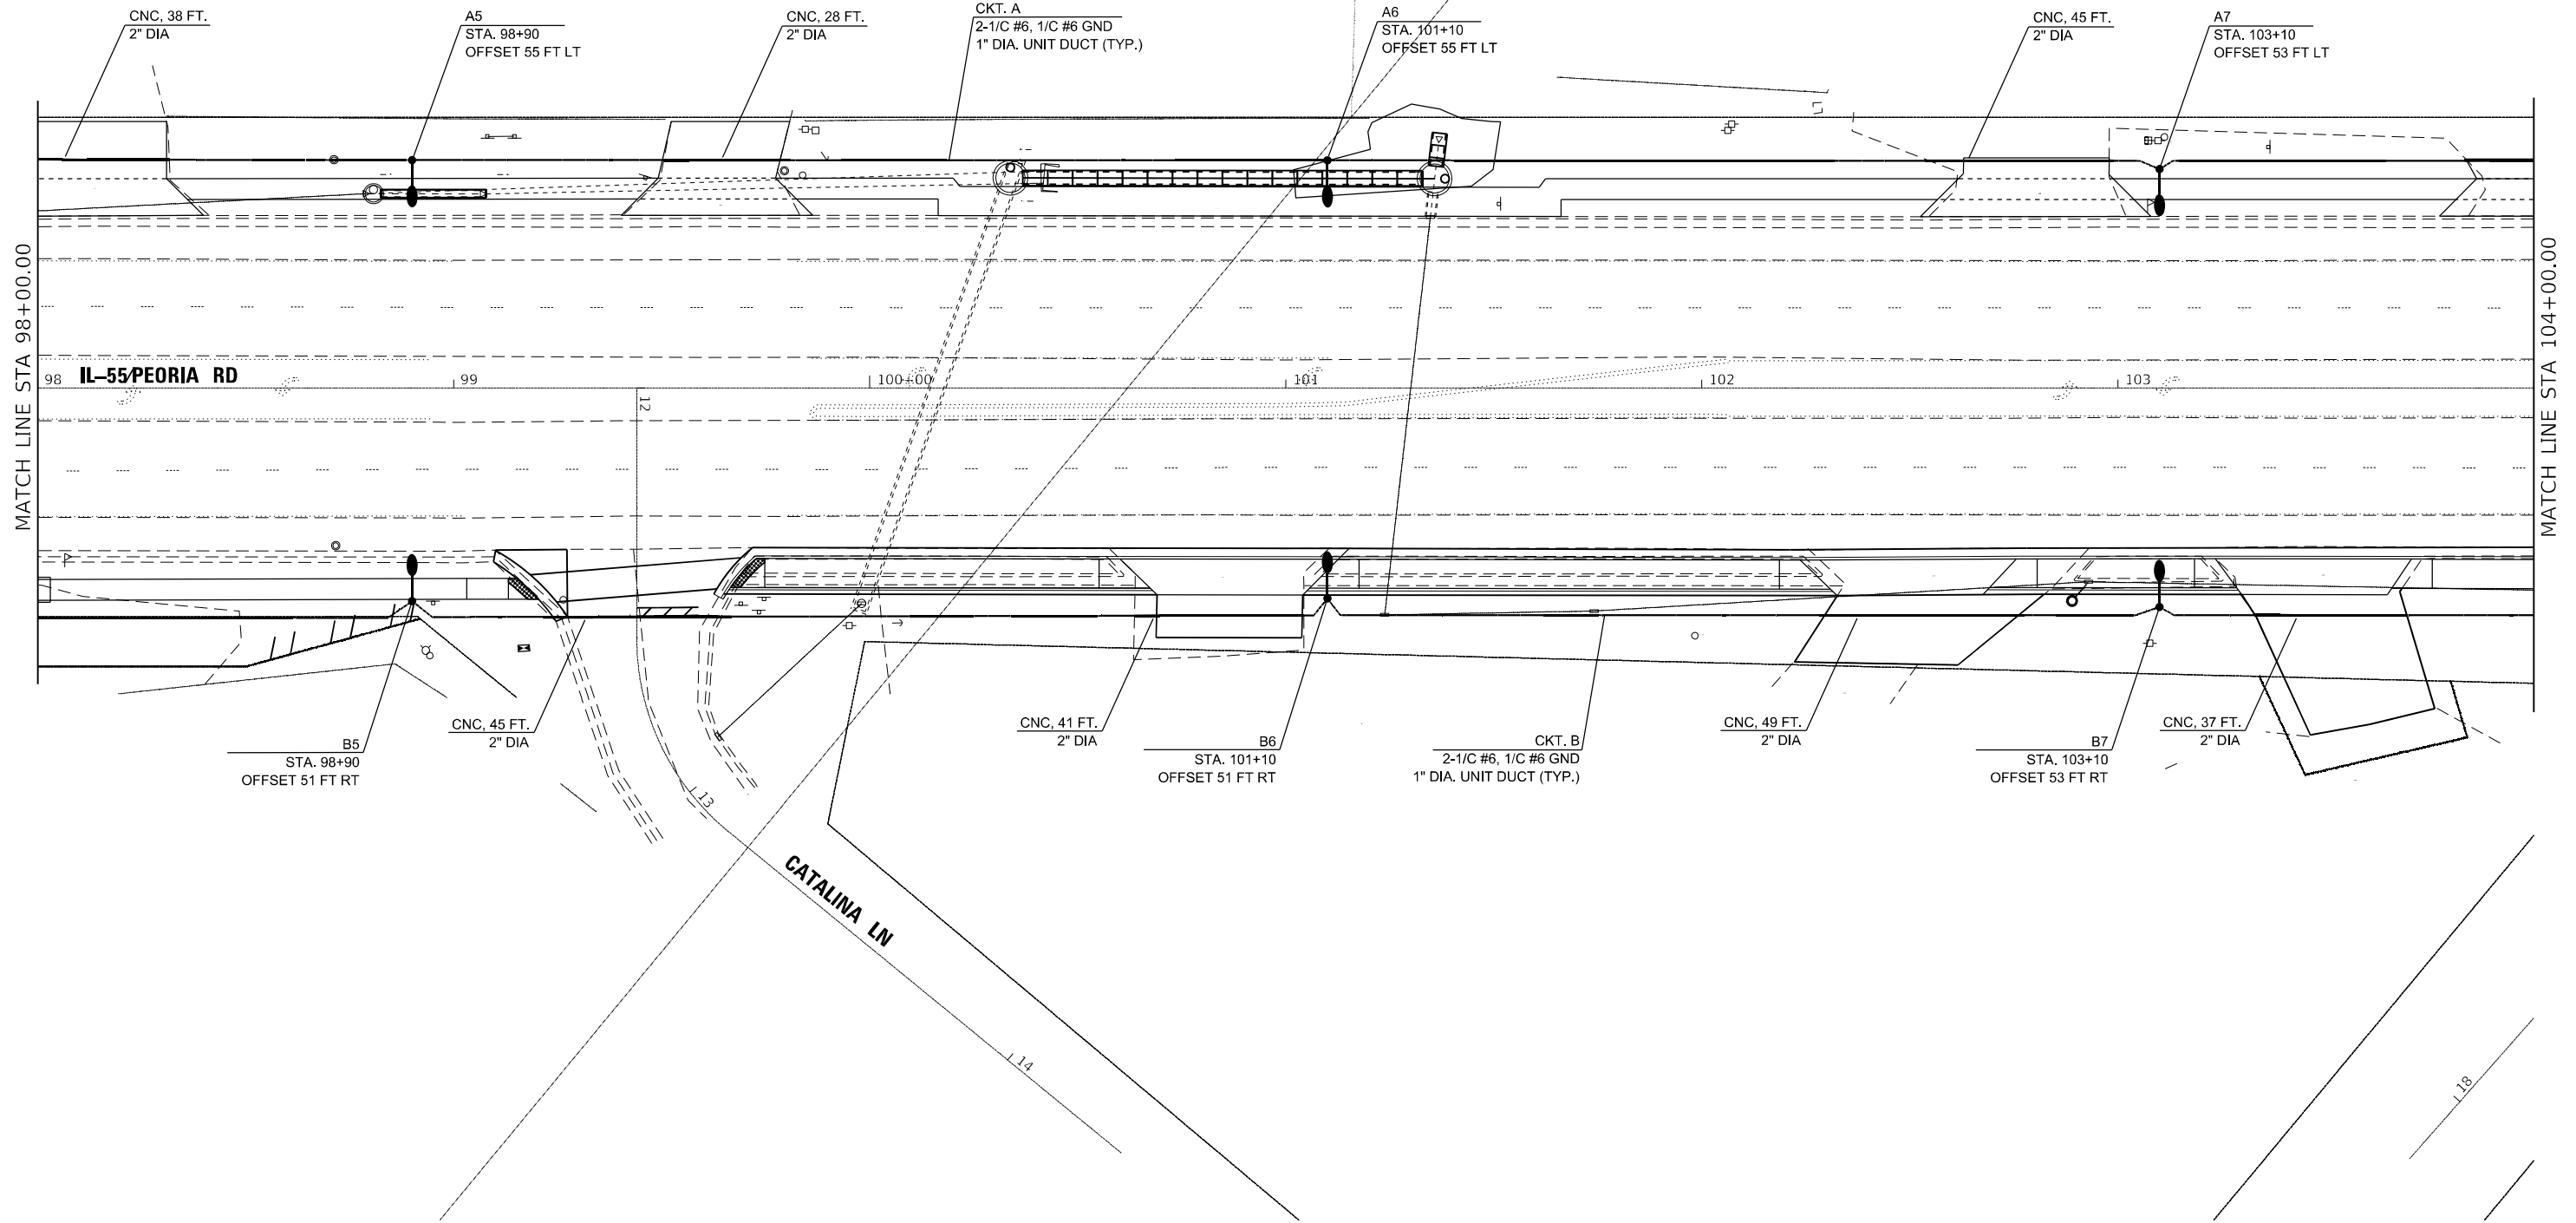 CNC, 38 FT.
2" DIA
A5
STA. 98+90
OFFSET 55 FT LT
CNC, 28 FT.
2" DIA
CKT. A
2-1/C #6, 1/C #6 GND
1" DIA. UNIT DUCT (TYP.)
A6
STA. 101+10
OFFSET 55 FT LT
CNC, 45 FT.
2" DIA
A7
STA. 103+10
OFFSET 53 FT LT
MATCH LINE STA 98+00.00
MATCH LINE STA 104+00.00
98
IL-55/PEORIA RD
99
100+00
101
102
103
12
CNC, 45 FT.
2" DIA
B5
STA. 98+90
OFFSET 51 FT RT
CNC, 41 FT.
2" DIA
B6
STA. 101+10
OFFSET 51 FT RT
CKT. B
2-1/C #6, 1/C #6 GND
1" DIA. UNIT DUCT (TYP.)
CNC, 49 FT.
2" DIA
B7
STA. 103+10
OFFSET 53 FT RT
CNC, 37 FT.
2" DIA
13
CATALINA LN
14
18